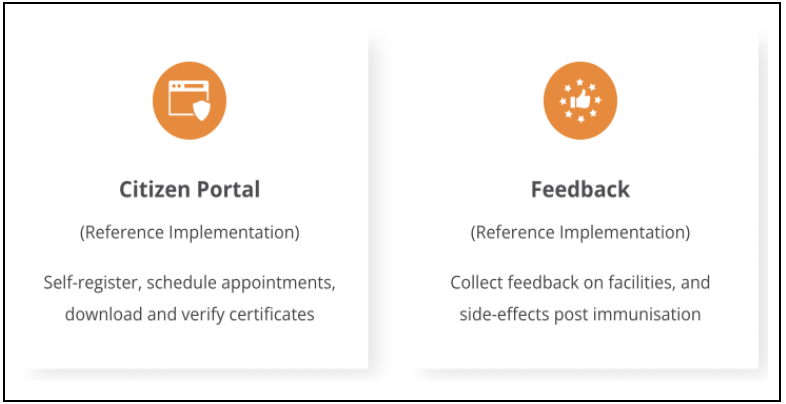 Citizen Portal
(Reference Implementation)
Self-register, schedule appointments,
download and verify certificates
Feedback
(Reference Implementation)
Collect feedback on facilities, and
side-effects post immunisation